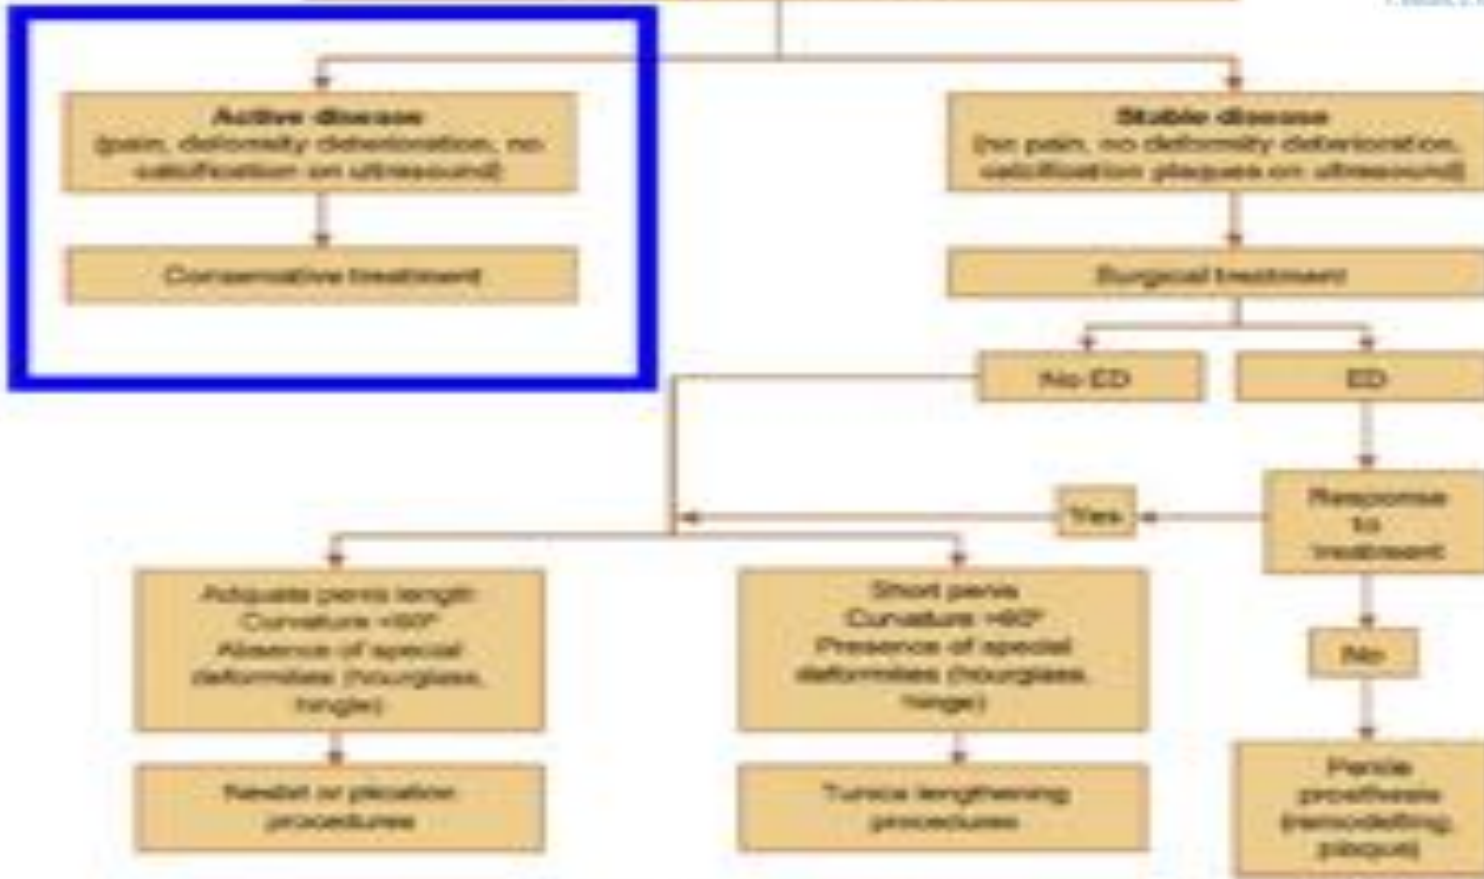 Active disease
(pain, deformity deterioration, no
calcification on ultrasound)
Conservative treatment
Stable disease
(no pain, no deformity deterioration,
calcification plaques on ultrasound)
Surgical treatment
No ED
ED
Response
to
treatment
Yes
No
Adquate penis length
Curvature <60°
Absence of special
deformities (hourglass,
hingle)
Nesbit or plication
procedures
Short penis
Curvature >60°
Presence of special
deformities (hourglass,
hinge)
Tunica lengthening
procedures
Penile
prosthesis
(remodelling,
plaque)